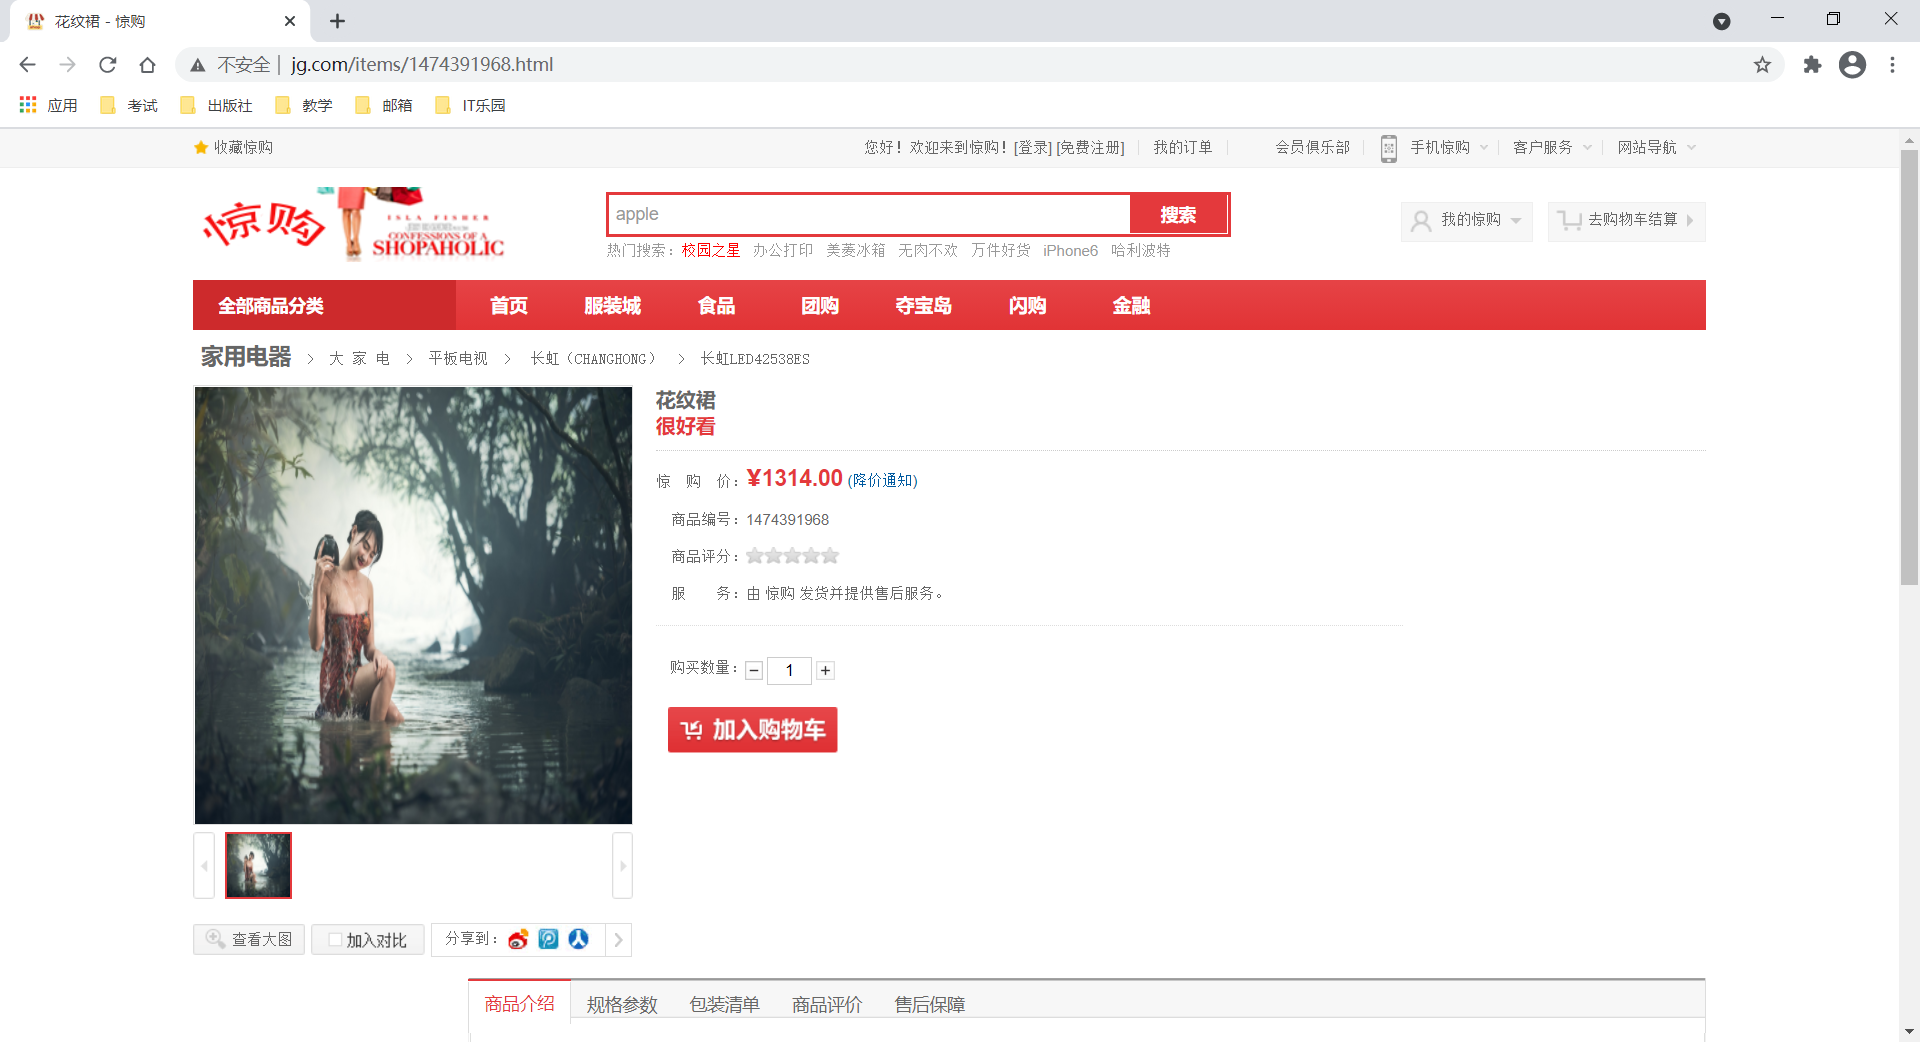 花纹裙 - 惊购
不安全 | jg.com/items/1474391968.html
应用 考试 出版社 教学 邮箱 IT乐园
收藏惊购 您好！欢迎来到惊购！[登录] [免费注册] 我的订单 会员俱乐部 手机惊购 客户服务 网站导航
惊购
ISLA FISHER
CONFESSIONS OF A
SHOPAHOLIC
apple 搜索
我的惊购 去购物车结算
热门搜索：校园之星 办公打印 美菱冰箱 无肉不欢 万件好货 iPhone6 哈利波特
全部商品分类 首页 服装城 食品 团购 夺宝岛 闪购 金融
家用电器 > 大 家 电 > 平板电视 > 长虹（CHANGHONG） > 长虹LED42538ES
花纹裙
很好看
惊 购 价：¥1314.00 (降价通知)
商品编号：1474391968
商品评分：
服 务：由 惊购 发货并提供售后服务。
购买数量：− 1 +
加入购物车
查看大图 加入对比 分享到：
商品介绍 规格参数 包装清单 商品评价 售后保障